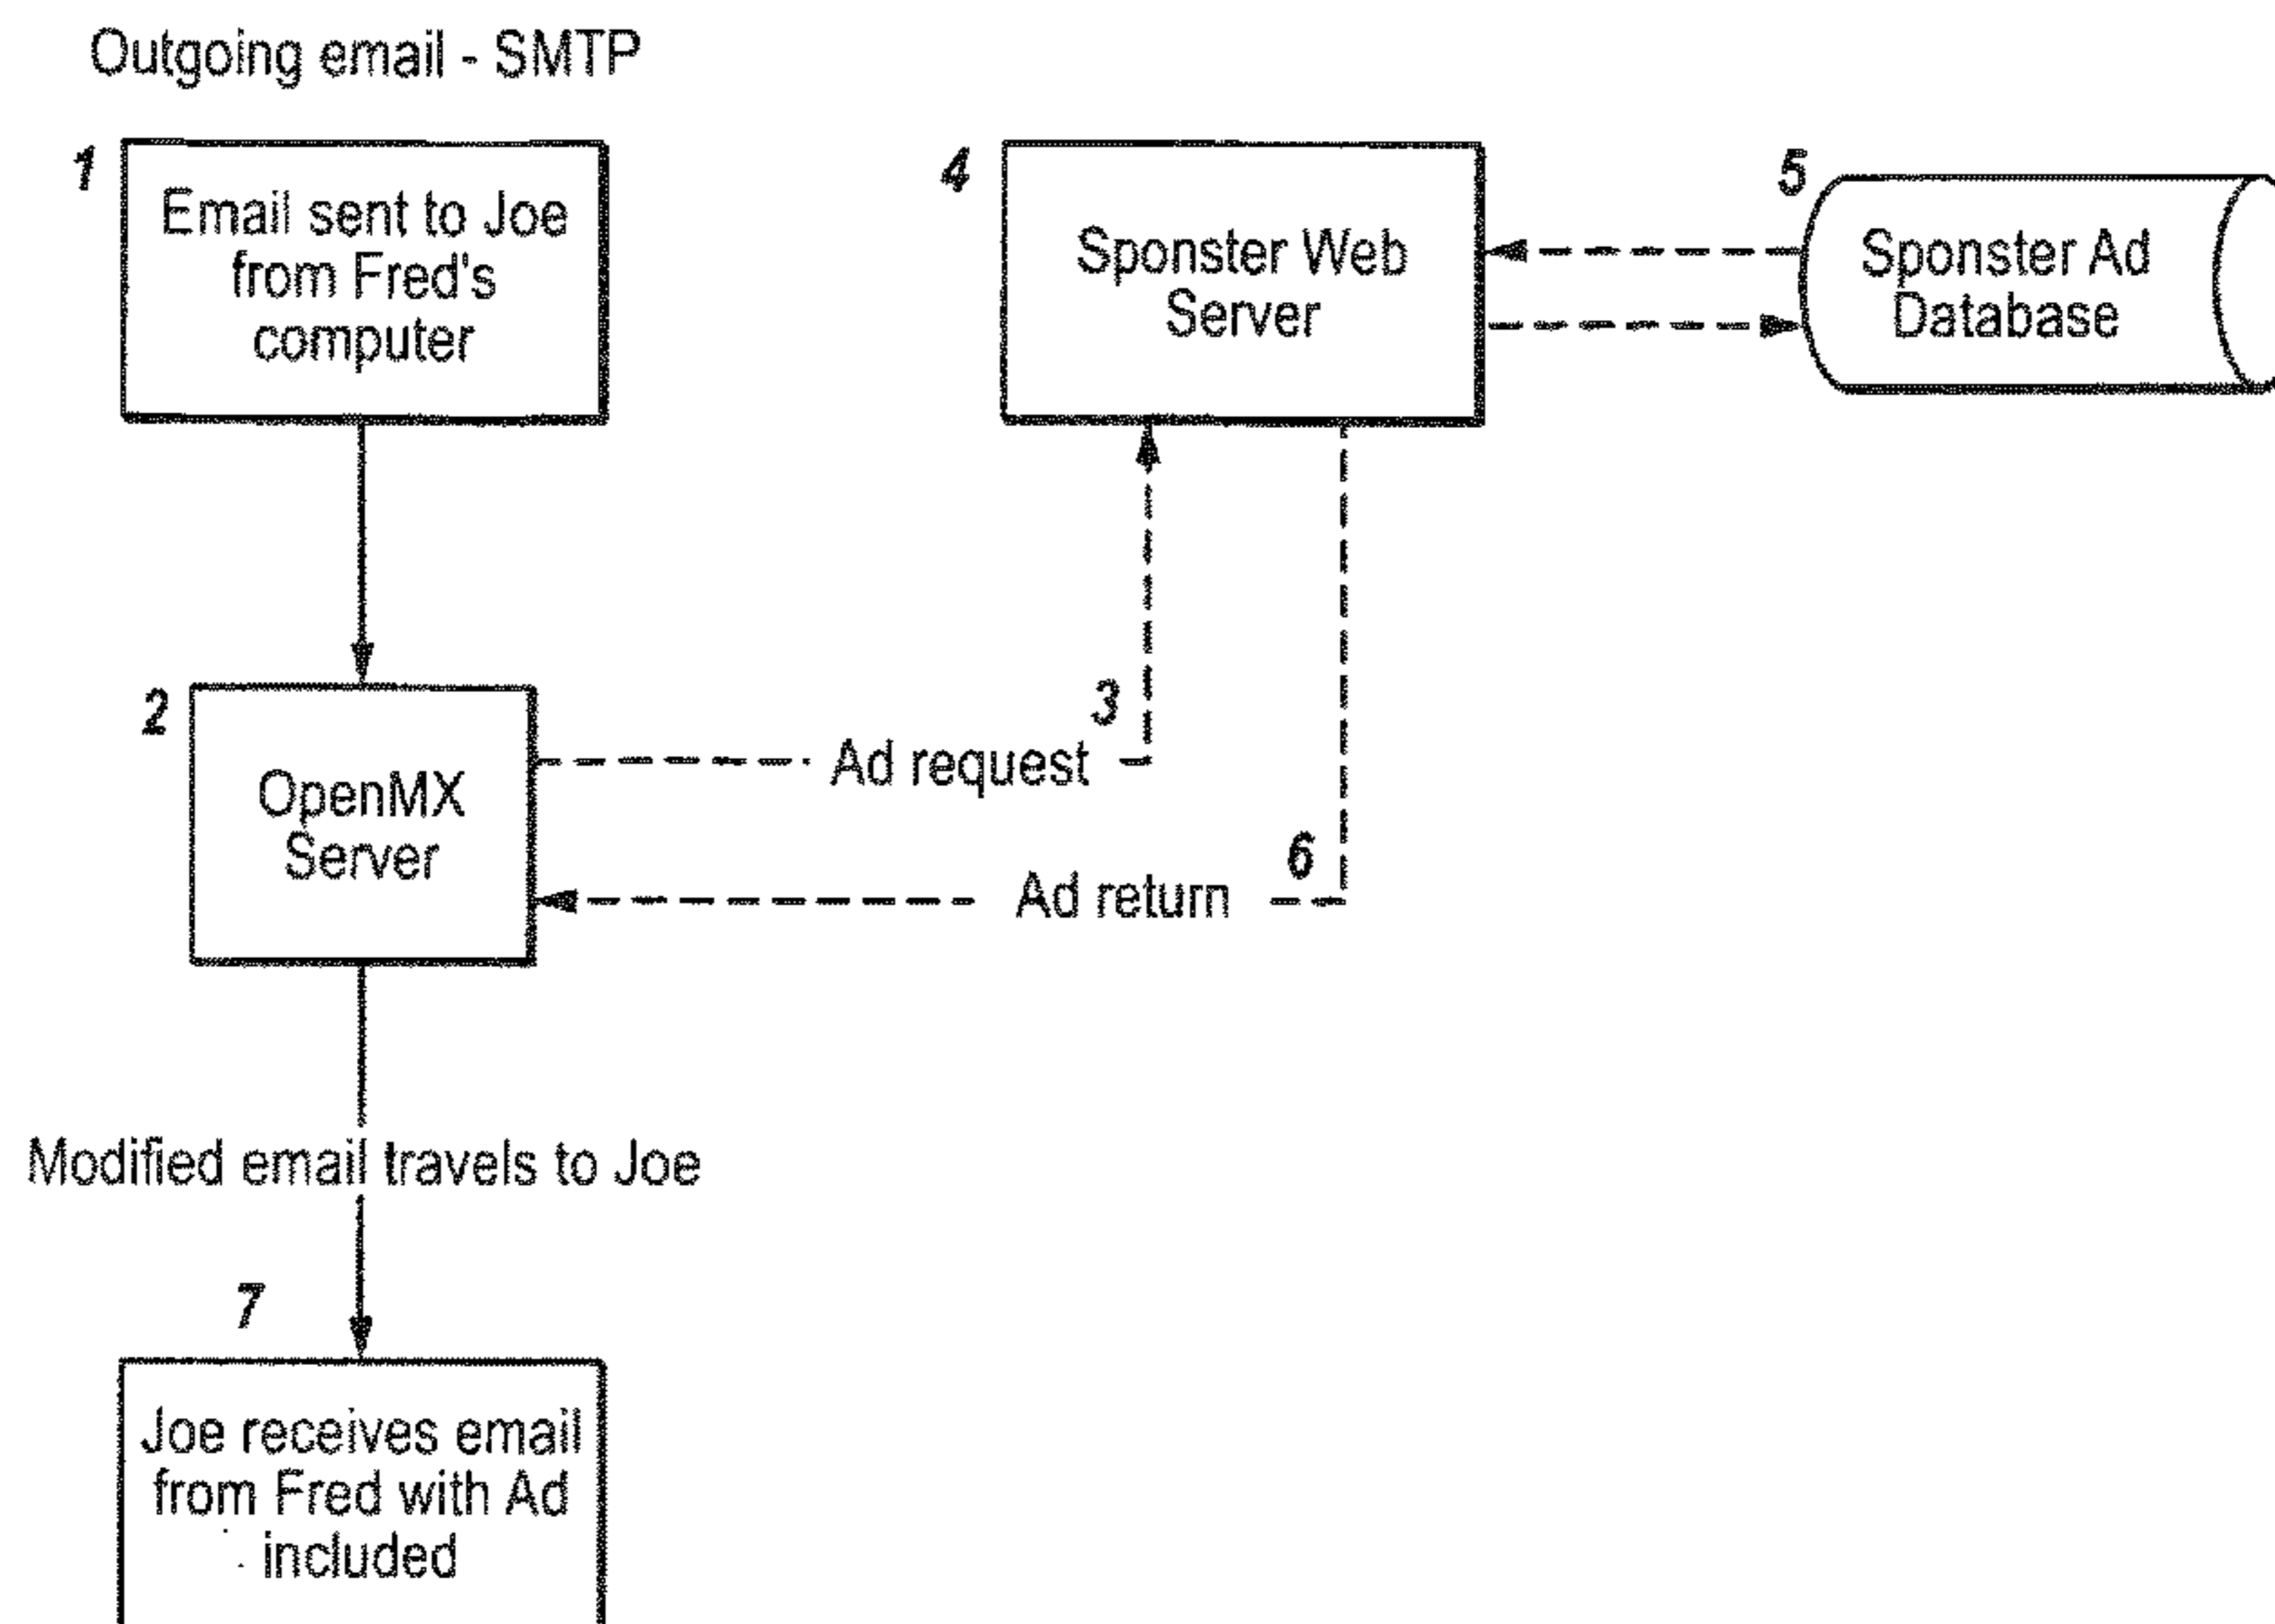 Outgoing email - SMTP
1
Email sent to Joe
from Fred's
computer
4
Sponster Web
Server
5
Sponster Ad
Database
2
OpenMX
Server
3
Ad request
6
Ad return
Modified email travels to Joe
7
Joe receives email
from Fred with Ad
included